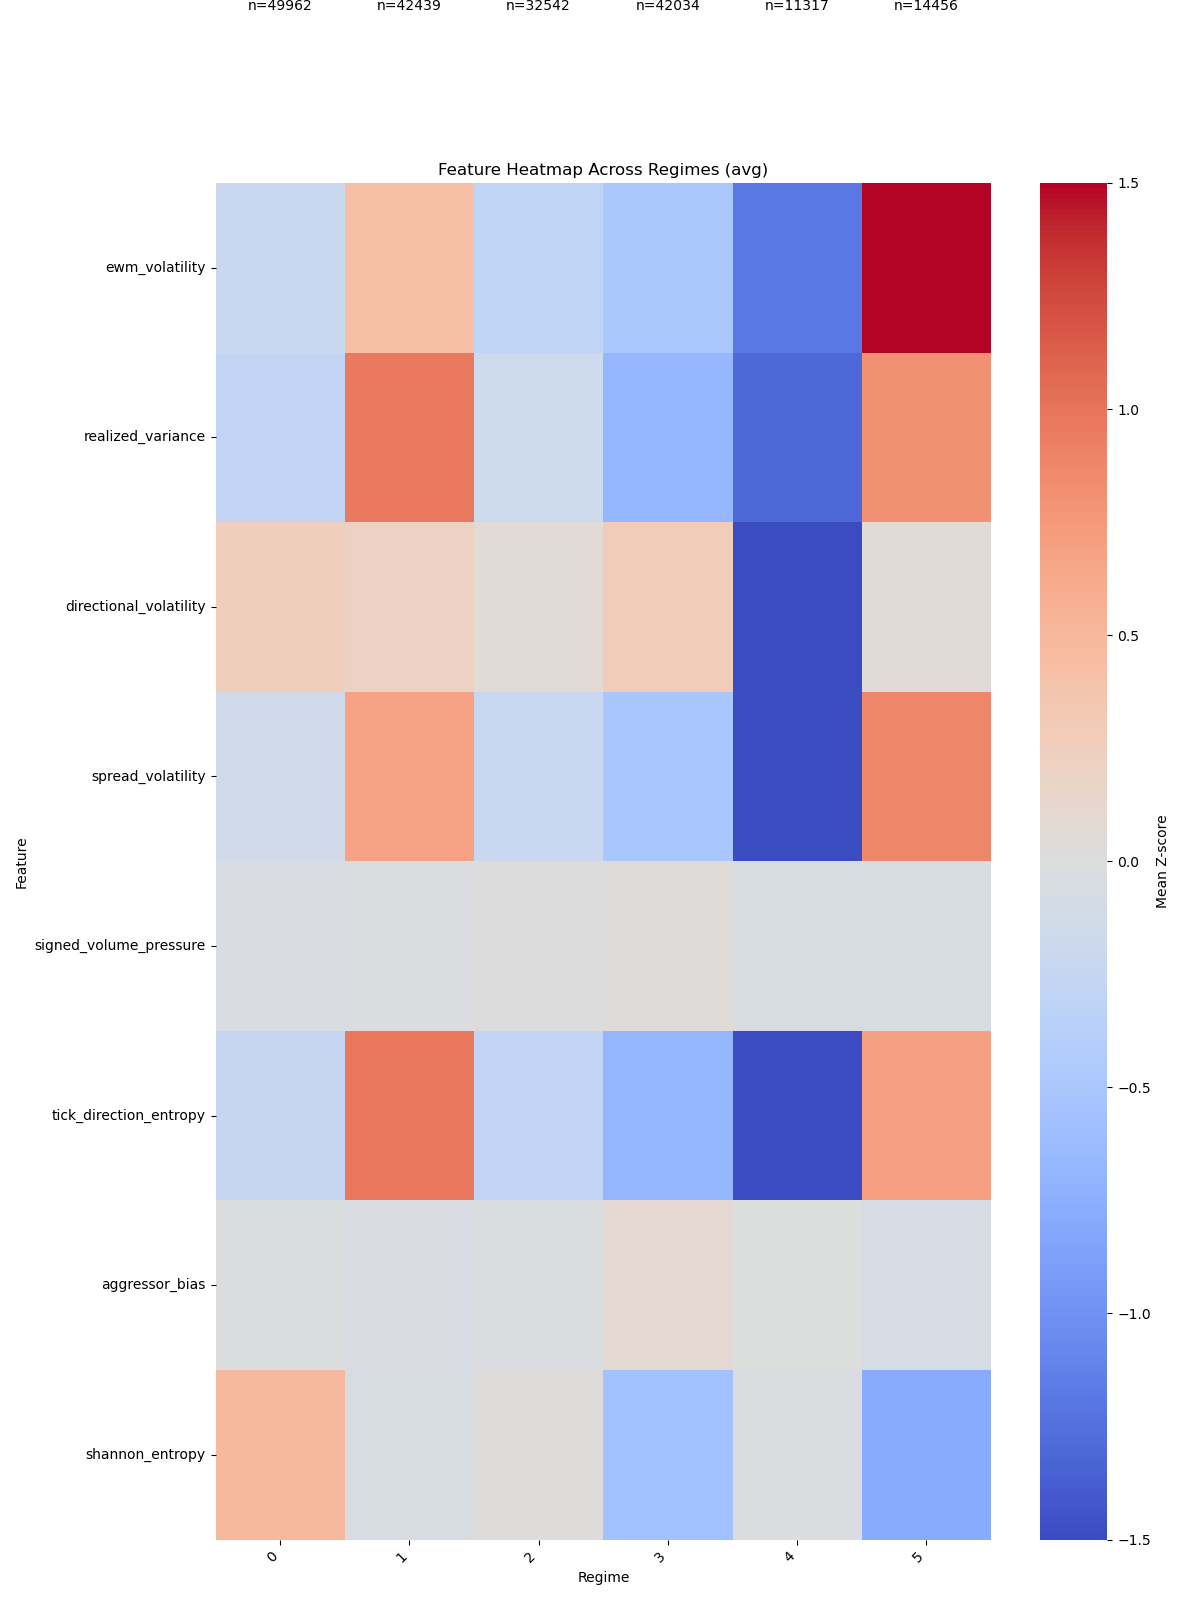 n=49962 n=42439 n=32542 n=42034 n=11317 n=14456
Feature Heatmap Across Regimes (avg)
ewm_volatility
realized_variance
directional_volatility
spread_volatility
signed_volume_pressure
tick_direction_entropy
aggressor_bias
shannon_entropy
Feature
0 1 2 3 4 5
Regime
1.5
1.0
0.5
0.0
−0.5
−1.0
−1.5
Mean Z-score